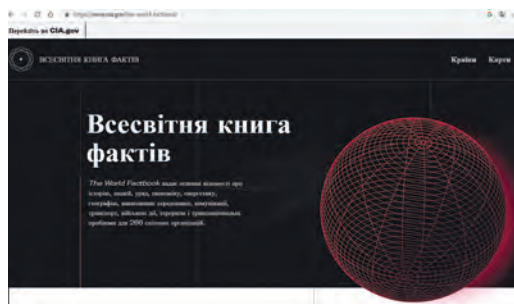 Перейдіть на CIA.gov
ВСЕСВІТНЯ КНИГА ФАКТІВ
Країни Карти
Всесвітня книга
фактів
The World Factbook надає основні відомості про
історію, людей, уряд, економіку, енергетику,
географію, навколишнє середовище, комунікації,
транспорт, військові дії, тероризм і транснаціональні
проблеми для 266 світових організацій.